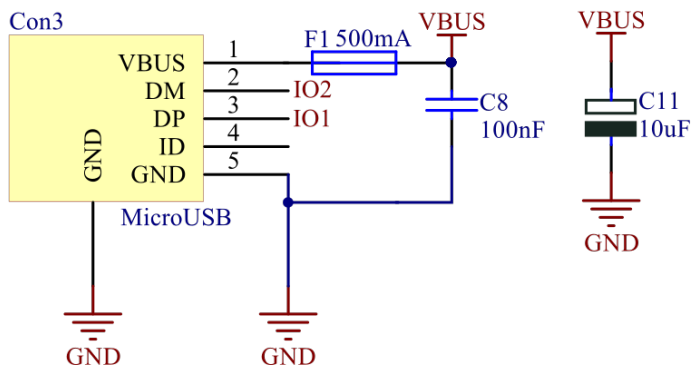 Con3
VBUS 1 F1 500mA VBUS
DM 2 IO2
DP 3 IO1
ID 4
GND 5
GND
MicroUSB
C8
100nF
GND
GND
VBUS
C11
10uF
GND